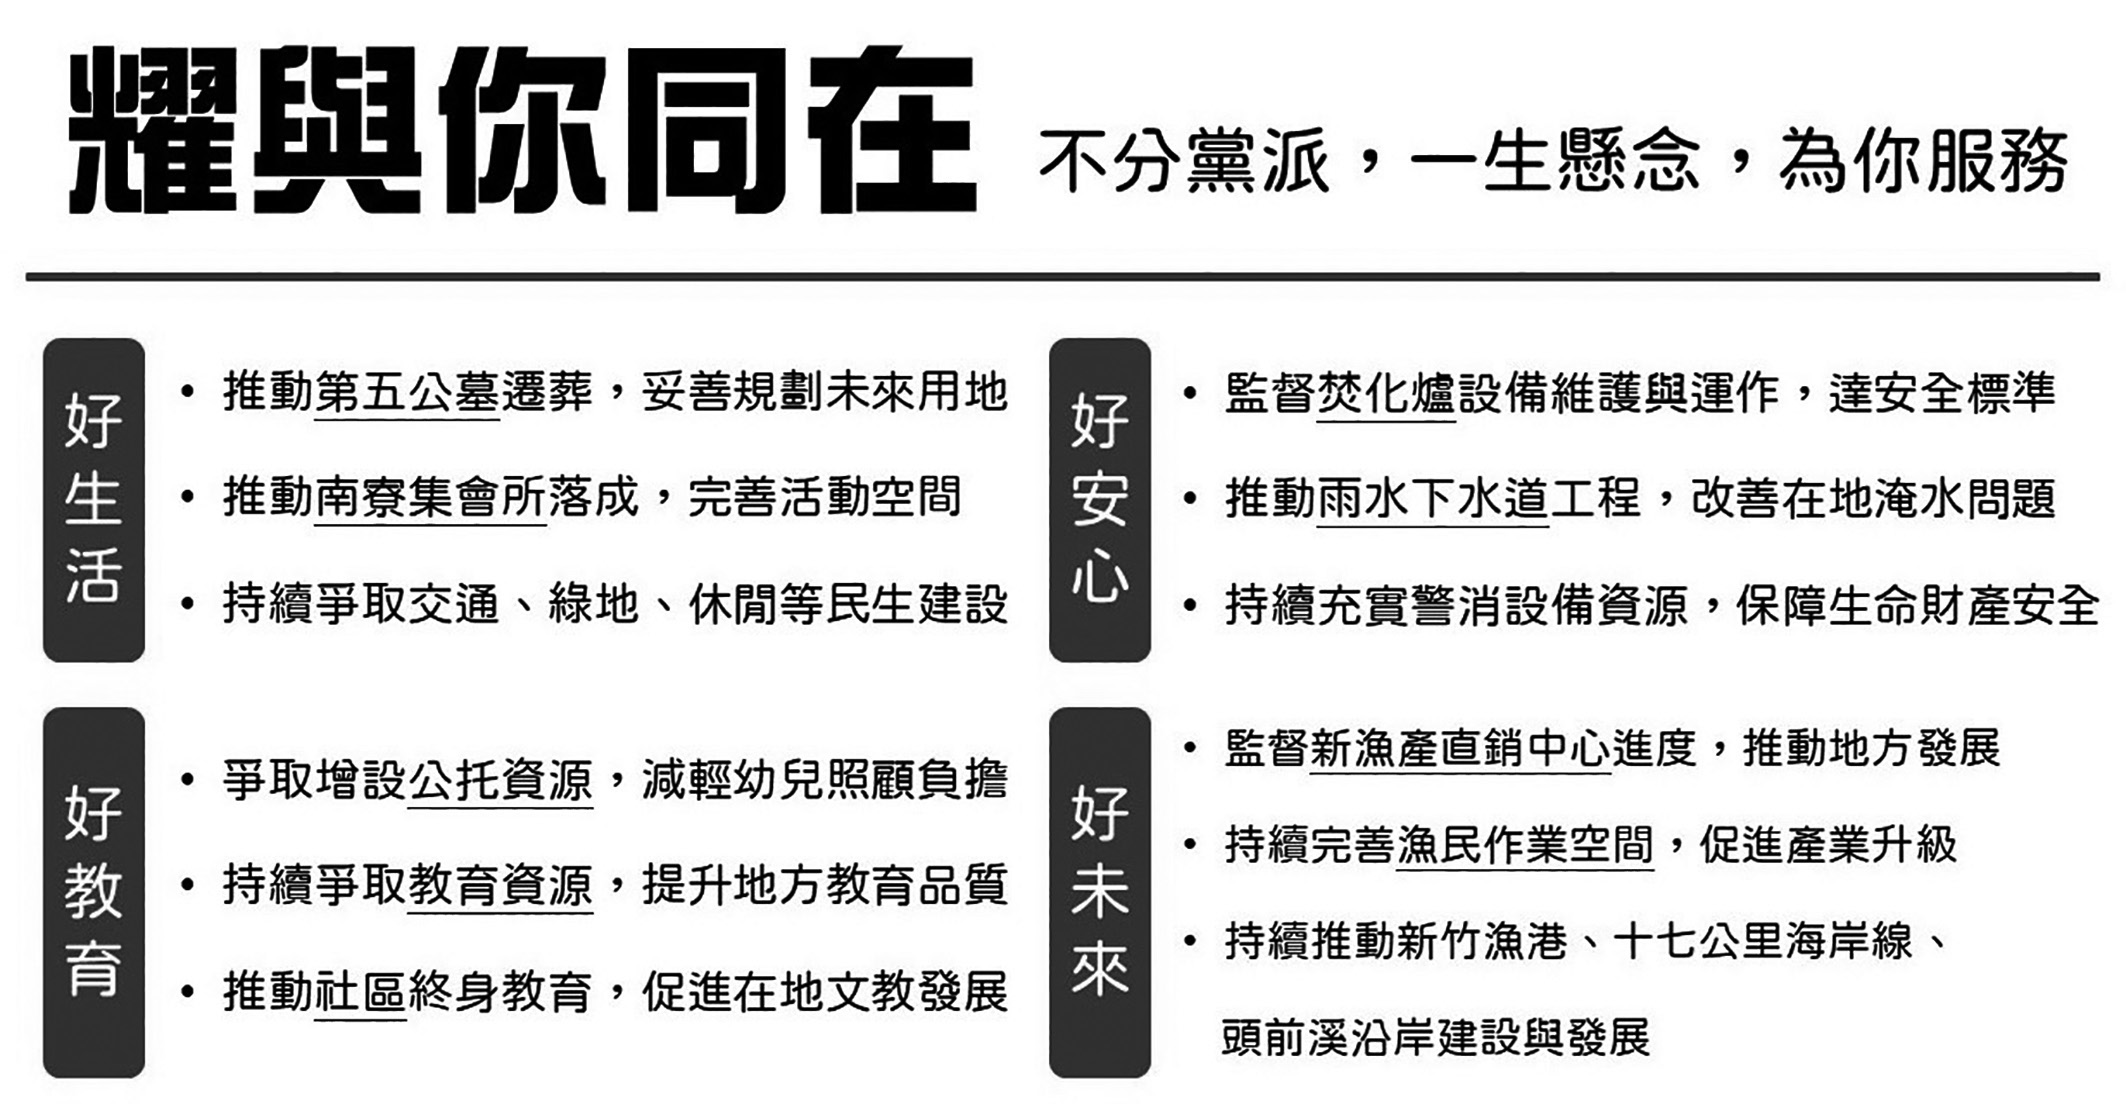 耀與你同在 不分黨派，一生懸念，為你服務
好生活
• 推動第五公墓遷葬，妥善規劃未來用地
• 推動南寮集會所落成，完善活動空間
• 持續爭取交通、綠地、休閒等民生建設
好安心
• 監督焚化爐設備維護與運作，達安全標準
• 推動雨水下水道工程，改善在地淹水問題
• 持續充實警消設備資源，保障生命財產安全
好教育
• 爭取增設公托資源，減輕幼兒照顧負擔
• 持續爭取教育資源，提升地方教育品質
• 推動社區終身教育，促進在地文教發展
好未來
• 監督新漁產直銷中心進度，推動地方發展
• 持續完善漁民作業空間，促進產業升級
• 持續推動新竹漁港、十七公里海岸線、
頭前溪沿岸建設與發展